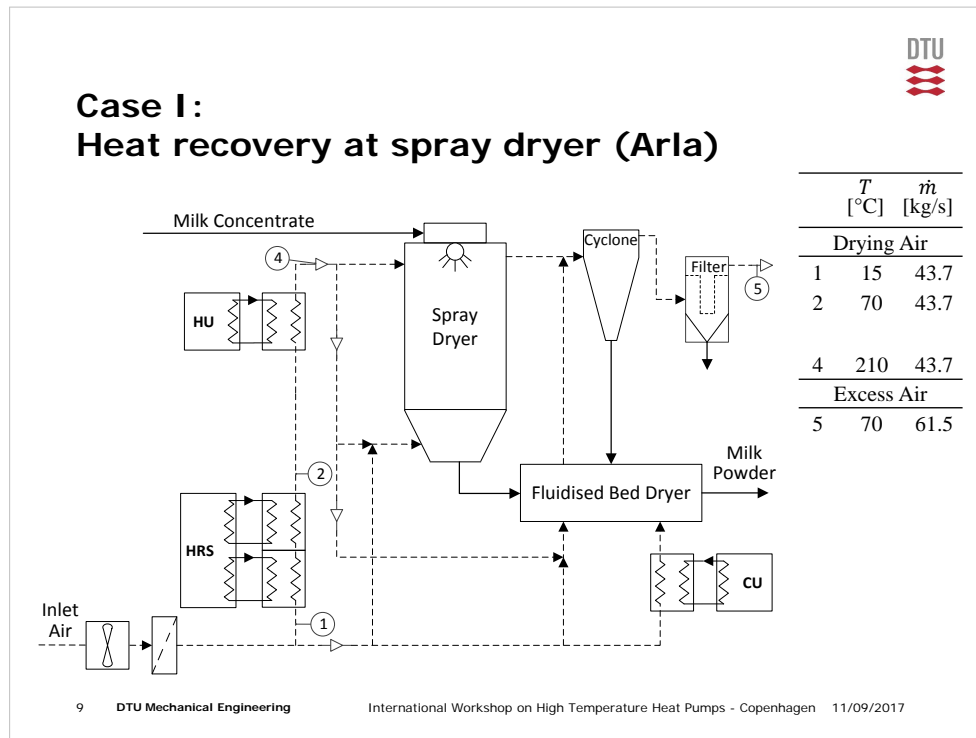 DTU
Case I:
Heat recovery at spray dryer (Arla)
T ṁ
[°C] [kg/s]
Drying Air
1 15 43.7
2 70 43.7
4 210 43.7
Excess Air
5 70 61.5
Milk Concentrate
4
Cyclone
Filter
5
HU
Spray
Dryer
2
Milk
Powder
Fluidised Bed Dryer
HRS
CU
Inlet
Air
1
9 DTU Mechanical Engineering International Workshop on High Temperature Heat Pumps - Copenhagen 11/09/2017